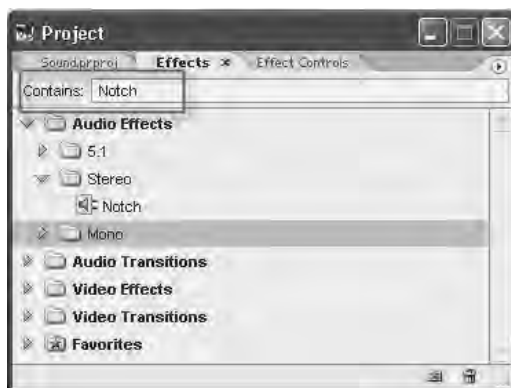 Project
Sound.prproj Effects × Effect Controls
Contains: Notch
Audio Effects
5.1
Stereo
Notch
Mono
Audio Transitions
Video Effects
Video Transitions
Favorites